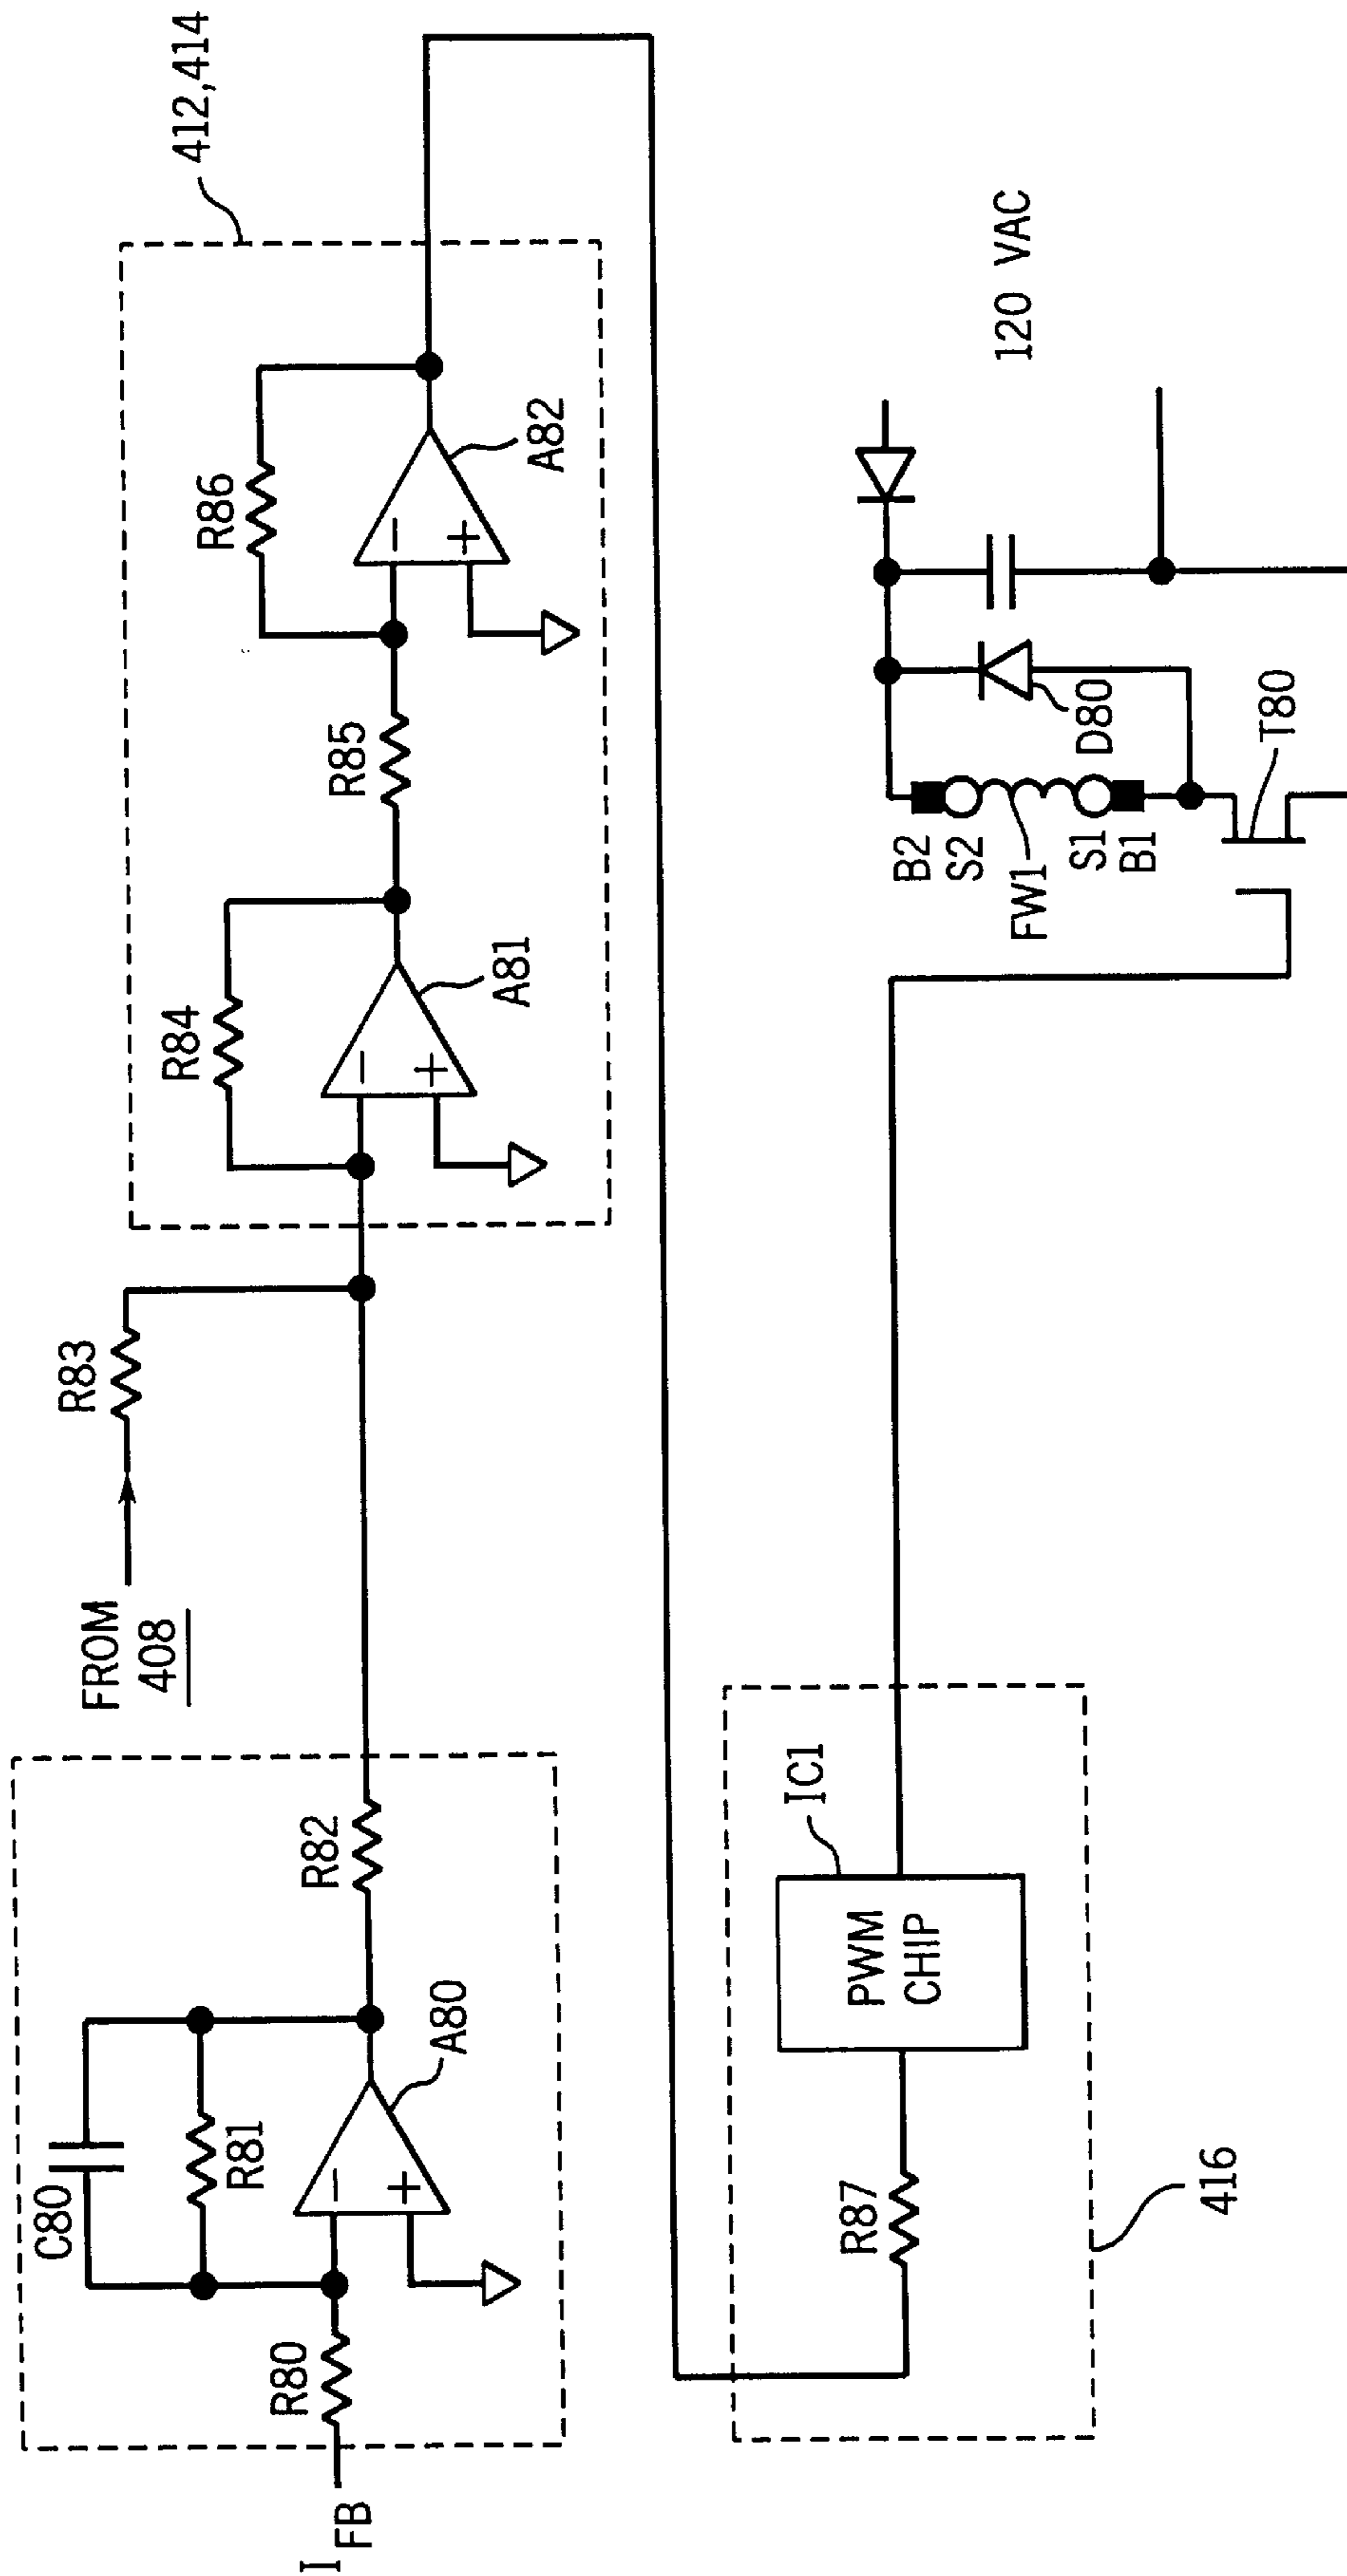 412,414
FROM
408
R83
R84
R86
C80
R81
R80
R82
R85
I FB
A80
A81
A82
416
R87
PWM
CHIP
IC1
120 VAC
B2
S2
FW1
S1
B1
D80
T80
−
+
−
+
−
+